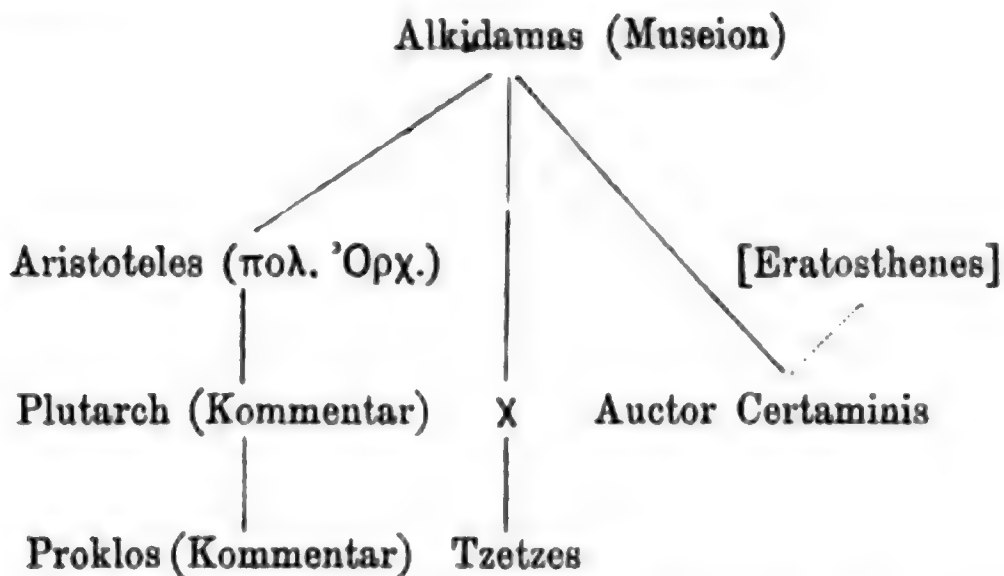 Alkidamas (Museion)
Aristoteles (πολ. Ὀρχ.) [Eratosthenes]
Plutarch (Kommentar) X Auctor Certaminis
Proklos (Kommentar) Tzetzes